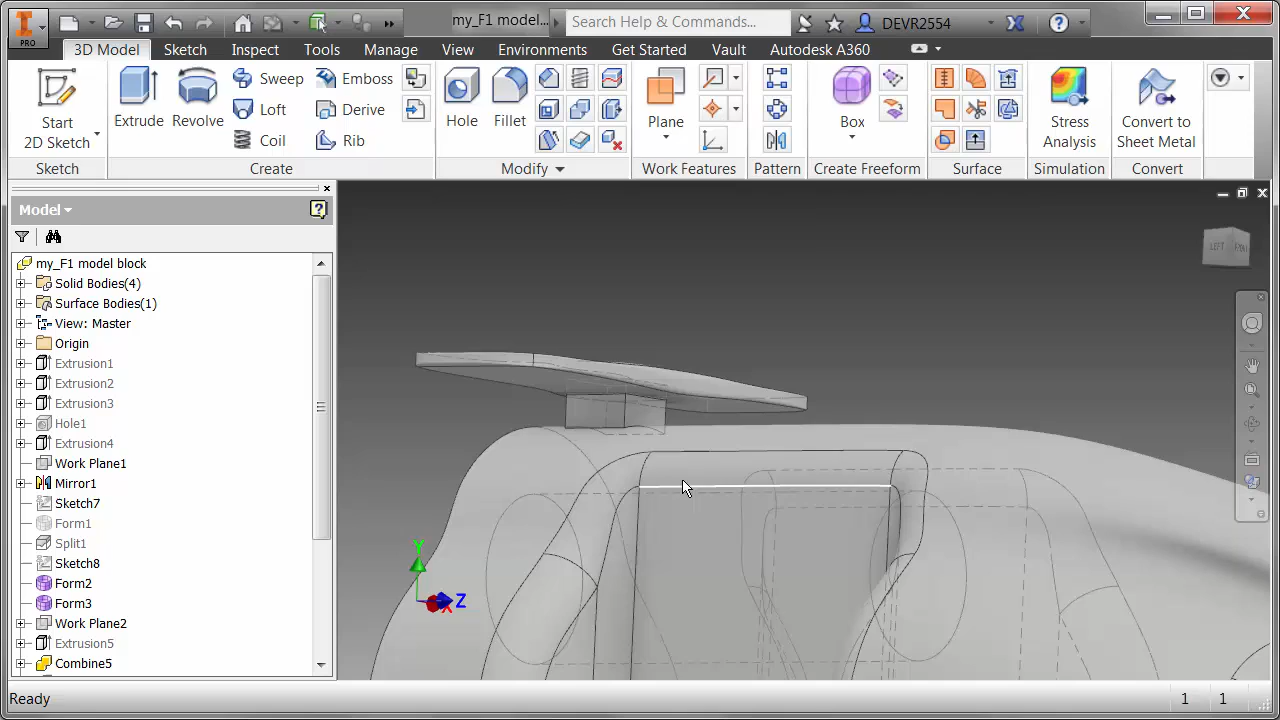 my_F1 model...
Search Help & Commands...
DEVR2554
PRO
3D Model
Sketch
Inspect
Tools
Manage
View
Environments
Get Started
Vault
Autodesk A360
Start
2D Sketch
Extrude
Revolve
Sweep
Loft
Coil
Emboss
Derive
Rib
Hole
Fillet
Plane
Box
Stress
Analysis
Convert to
Sheet Metal
Sketch
Create
Modify
Work Features
Pattern
Create Freeform
Surface
Simulation
Convert
Model
my_F1 model block
Solid Bodies(4)
Surface Bodies(1)
View: Master
Origin
Extrusion1
Extrusion2
Extrusion3
Hole1
Extrusion4
Work Plane1
Mirror1
Sketch7
Form1
Split1
Sketch8
Form2
Form3
Work Plane2
Extrusion5
Combine5
LEFT
Y
Z
X
Ready
1
1